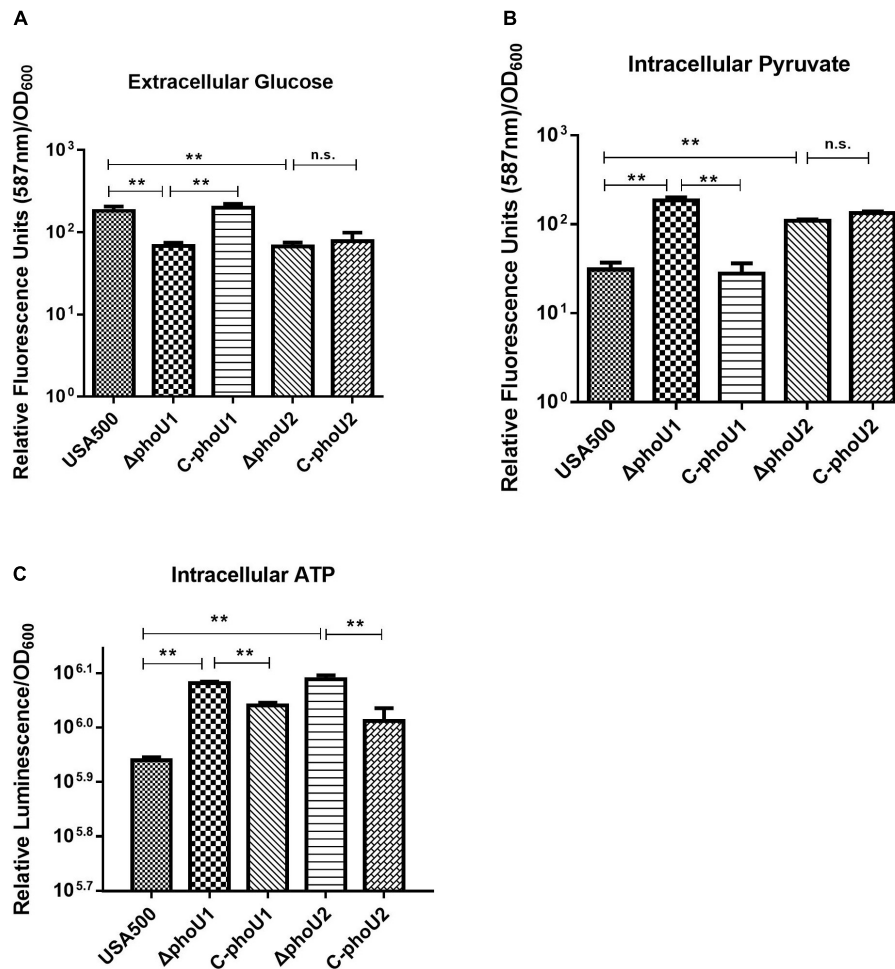 A
Extracellular Glucose
Relative Fluorescence Units (587nm)/OD600
10³
10²
10¹
10⁰
**
**
**
n.s.
USA500
ΔphoU1
C-phoU1
ΔphoU2
C-phoU2
B
Intracellular Pyruvate
Relative Fluorescence Units (587nm)/OD600
10³
10²
10¹
10⁰
**
**
**
n.s.
USA500
ΔphoU1
C-phoU1
ΔphoU2
C-phoU2
C
Intracellular ATP
Relative Luminescence/OD600
10^6.1
10^6.0
10^5.9
10^5.8
10^5.7
**
**
**
**
USA500
ΔphoU1
C-phoU1
ΔphoU2
C-phoU2